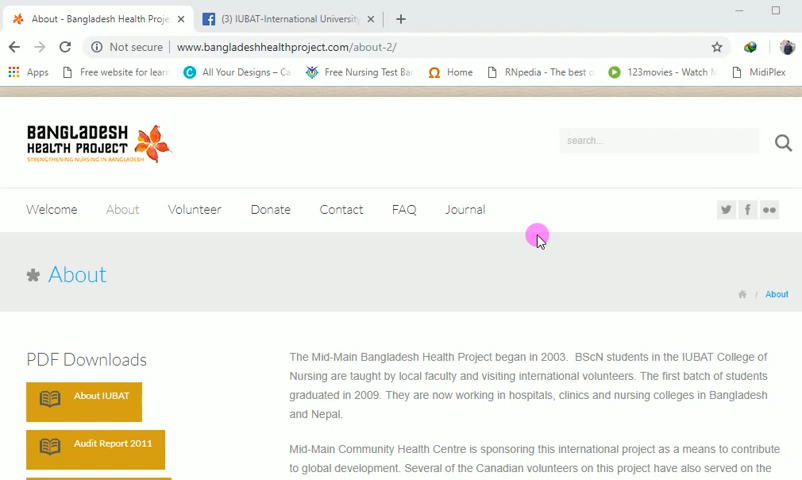 About - Bangladesh Health Proje
(3) IUBAT-International University
Not secure
www.bangladeshhealthproject.com/about-2/
Apps
Free website for lear
All Your Designs – Ca
Free Nursing Test Ban
Home
RNpedia - The best o
123movies - Watch M
MidiPlex
BANGLADESH
HEALTH PROJECT
STRENGTHENING NURSING IN BANGLADESH
search...
Welcome
About
Volunteer
Donate
Contact
FAQ
Journal
About
/ About
PDF Downloads
About IUBAT
Audit Report 2011
The Mid-Main Bangladesh Health Project began in 2003. BScN students in the IUBAT College of
Nursing are taught by local faculty and visiting international volunteers. The first batch of students
graduated in 2009. They are now working in hospitals, clinics and nursing colleges in Bangladesh
and Nepal.
Mid-Main Community Health Centre is sponsoring this international project as a means to contribute
to global development. Several of the Canadian volunteers on this project have also served on the